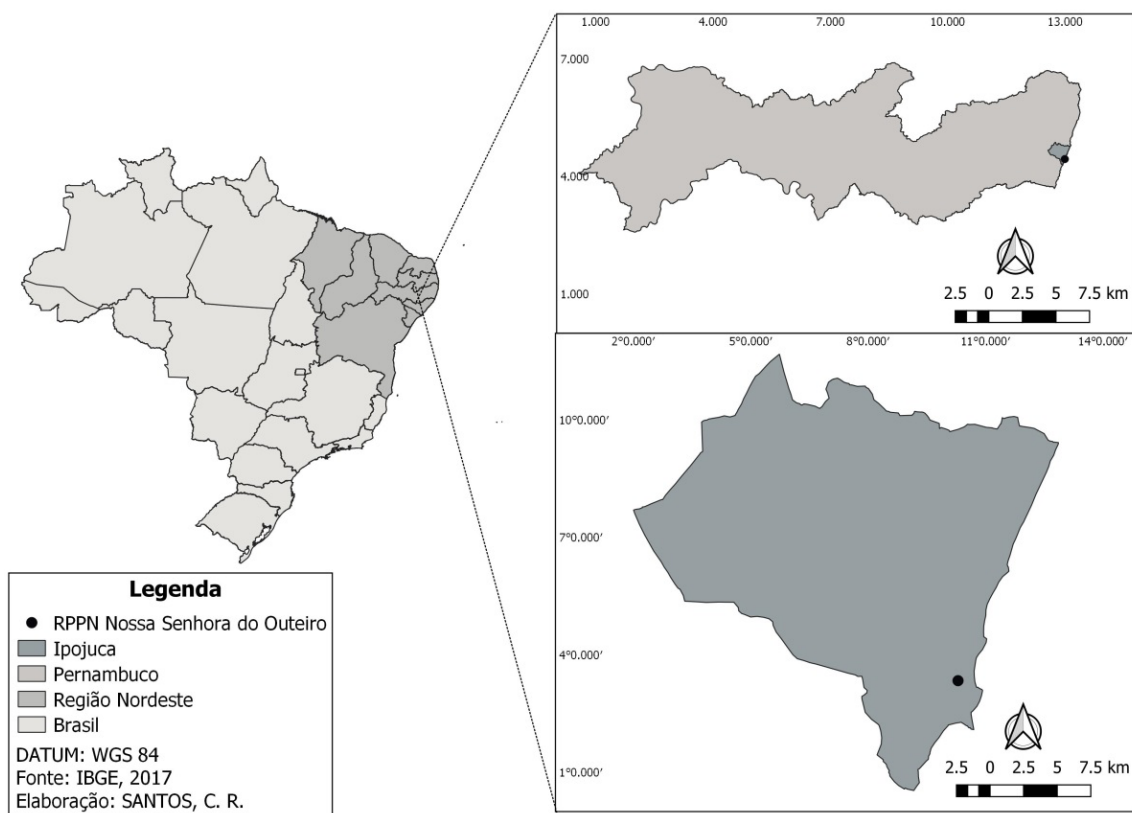 1.000 4.000 7.000 10.000 13.000
7.000
4.000
1.000
2.5 0 2.5 5 7.5 km
2°0.000' 5°0.000' 8°0.000' 11°0.000' 14°0.000'
10°0.000'
7°0.000'
4°0.000'
1°0.000'
2.5 0 2.5 5 7.5 km
Legenda
RPPN Nossa Senhora do Outeiro
Ipojuca
Pernambuco
Região Nordeste
Brasil
DATUM: WGS 84
Fonte: IBGE, 2017
Elaboração: SANTOS, C. R.